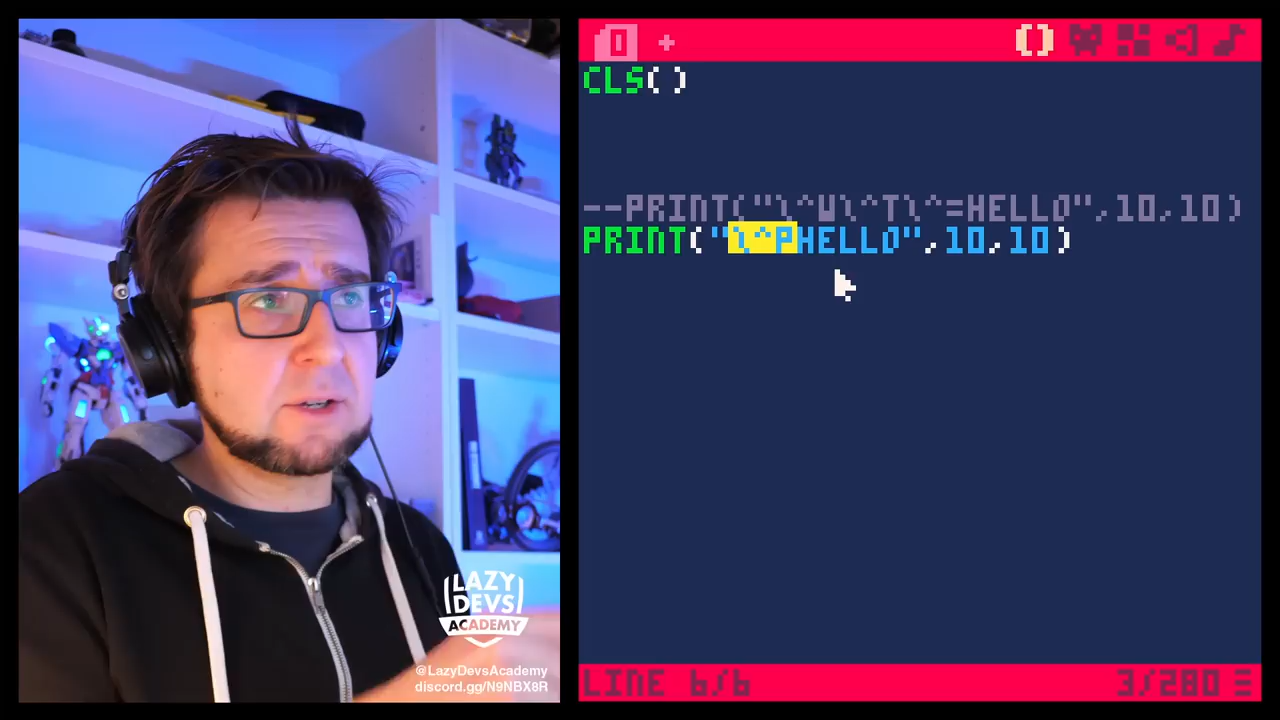 0 +
CLS()
--PRINT("\^W\^T\^=HELLO",10,10)
PRINT("\^PHELLO",10,10)
LINE 6/6
3/280
LAZY
DEVS
ACADEMY
@LazyDevsAcademy
discord.gg/N9NBX8R